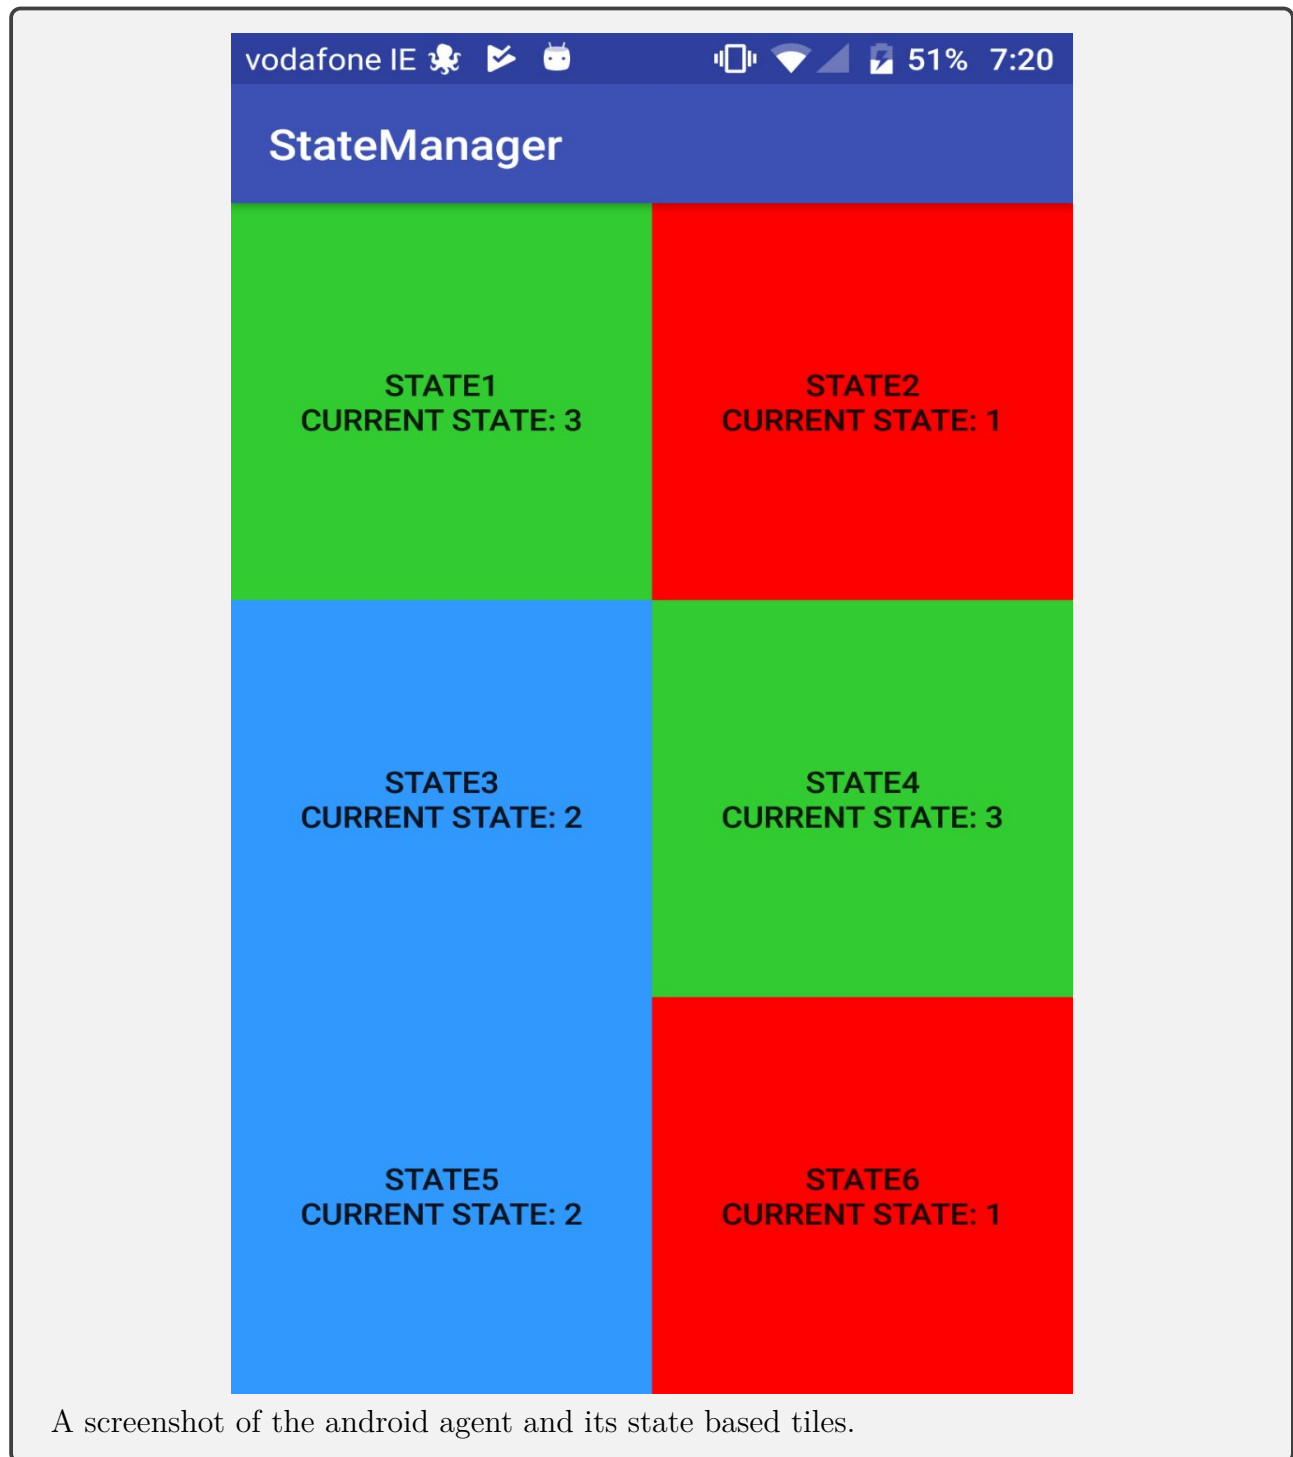 vodafone IE 51% 7:20
StateManager
STATE1
CURRENT STATE: 3
STATE2
CURRENT STATE: 1
STATE3
CURRENT STATE: 2
STATE4
CURRENT STATE: 3
STATE5
CURRENT STATE: 2
STATE6
CURRENT STATE: 1
A screenshot of the android agent and its state based tiles.